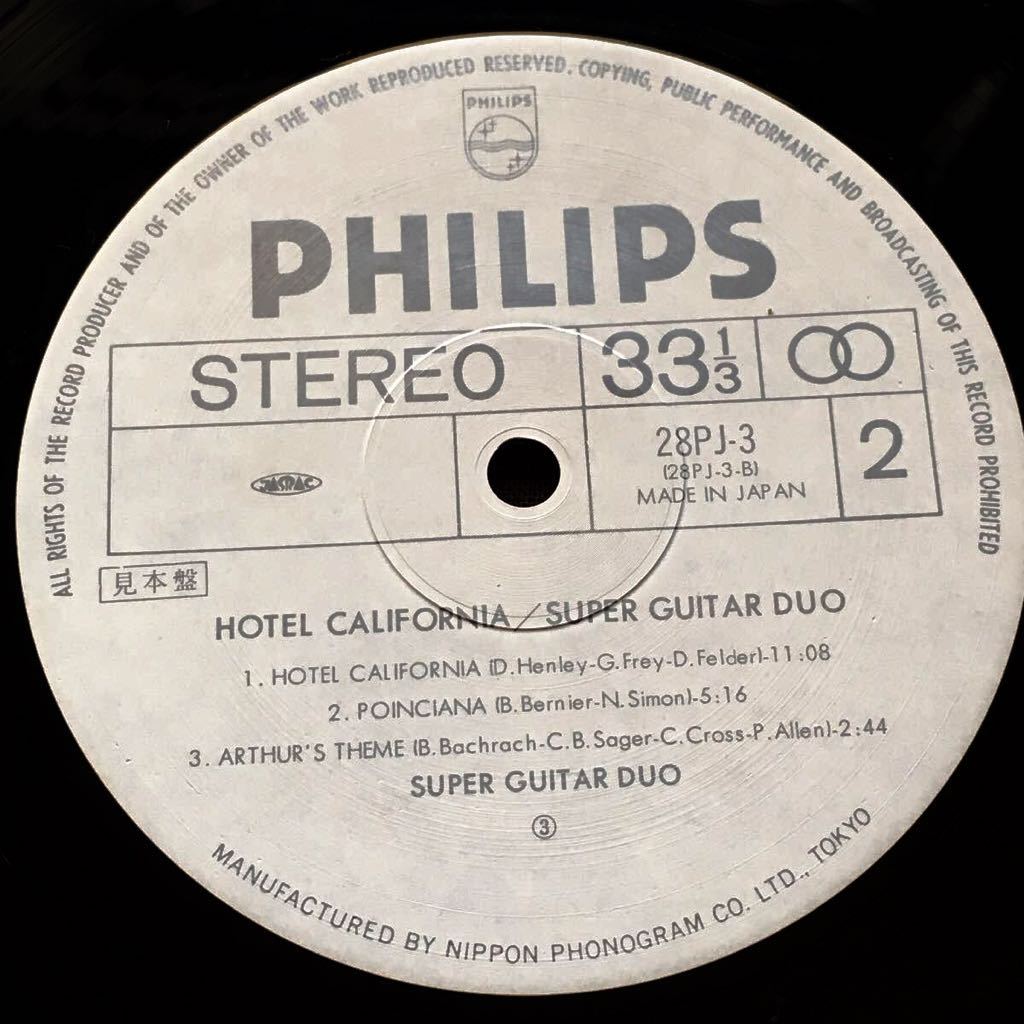 ALL RIGHTS OF THE RECORD PRODUCER AND OF THE OWNER OF THE WORK REPRODUCED RESERVED. COPYING, PUBLIC PERFORMANCE AND BROADCASTING OF THIS RECORD PROHIBITED
PHILIPS
PHILIPS
STEREO
33 1/3
JASRAC
28PJ-3
(28PJ-3-B)
MADE IN JAPAN
2
見本盤
HOTEL CALIFORNIA/SUPER GUITAR DUO
1. HOTEL CALIFORNIA (D.Henley-G.Frey-D.Felder)-11:08
2. POINCIANA (B.Bernier-N.Simon)-5:16
3. ARTHUR'S THEME (B.Bachrach-C.B.Sager-C.Cross-P.Allen)-2:44
SUPER GUITAR DUO
③
MANUFACTURED BY NIPPON PHONOGRAM CO. LTD., TOKYO